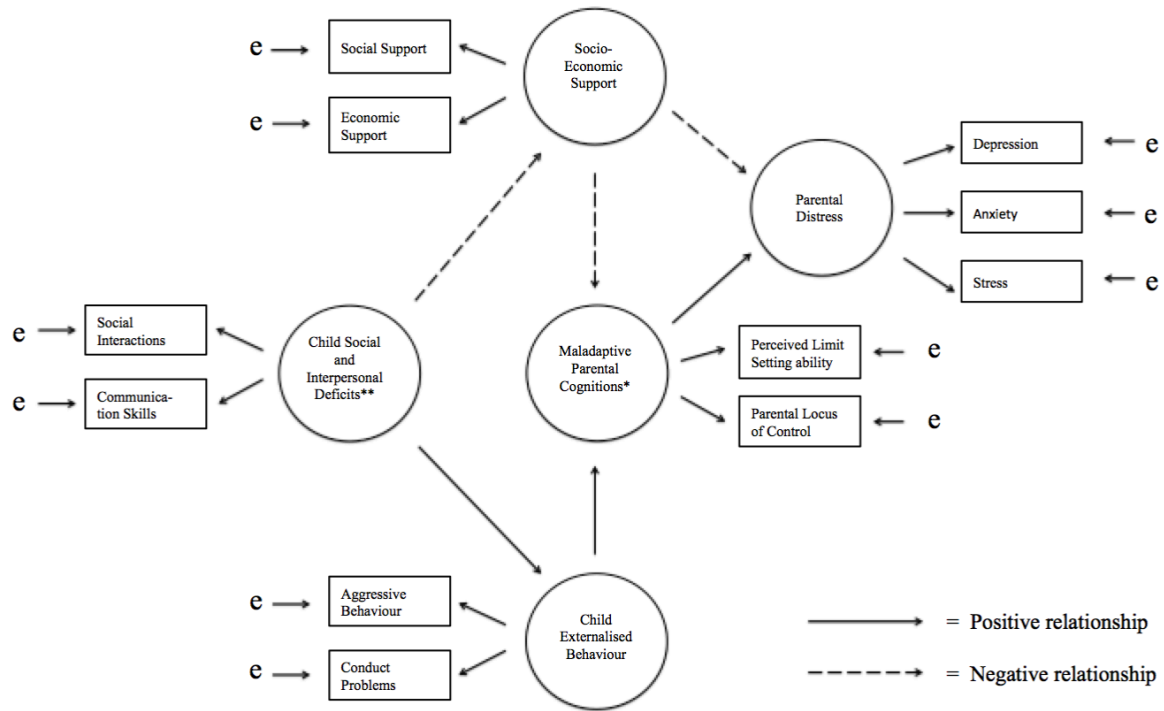 e
Social Support
Socio-
Economic
Support
e
Economic
Support
Depression
e
Parental
Distress
Anxiety
e
Stress
e
e
Social
Interactions
Child Social
and
Interpersonal
Deficits**
Maladaptive
Parental
Cognitions*
Perceived Limit
Setting ability
e
e
Communica-
tion Skills
Parental Locus
of Control
e
e
Aggressive
Behaviour
Child
Externalised
Behaviour
e
Conduct
Problems
= Positive relationship
= Negative relationship